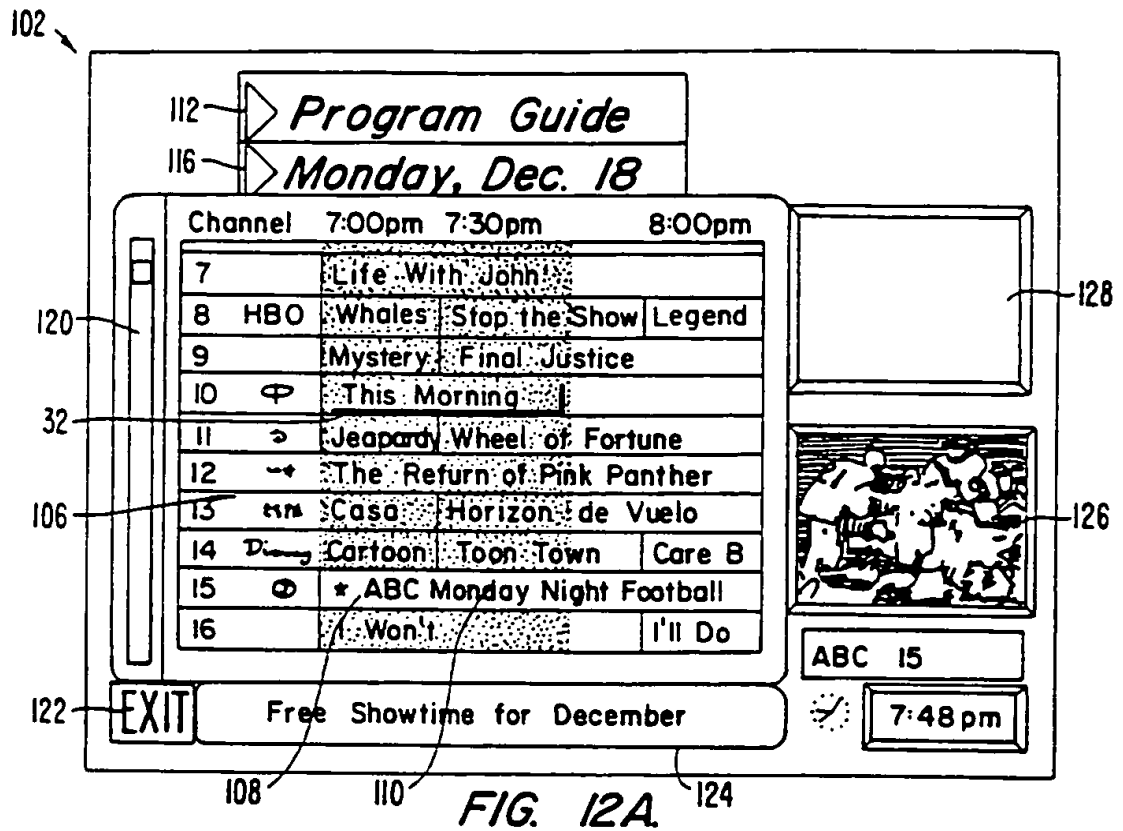 102
112
Program Guide
116
Monday, Dec. 18
Channel 7:00pm 7:30pm 8:00pm
7 Life With John
120
128
8 HBO Whales Stop the Show Legend
9 Mystery Final Justice
10 This Morning
32
11 Jeapardy Wheel of Fortune
12 The Return of Pink Panther
106
13 Casa Horizon de Vuelo
126
14 Disney Cartoon Toon Town Care B
15 * ABC Monday Night Football
16 I Won't I'll Do
ABC 15
122
EXIT
Free Showtime for December
7:48pm
108
110
124
FIG. 12A.